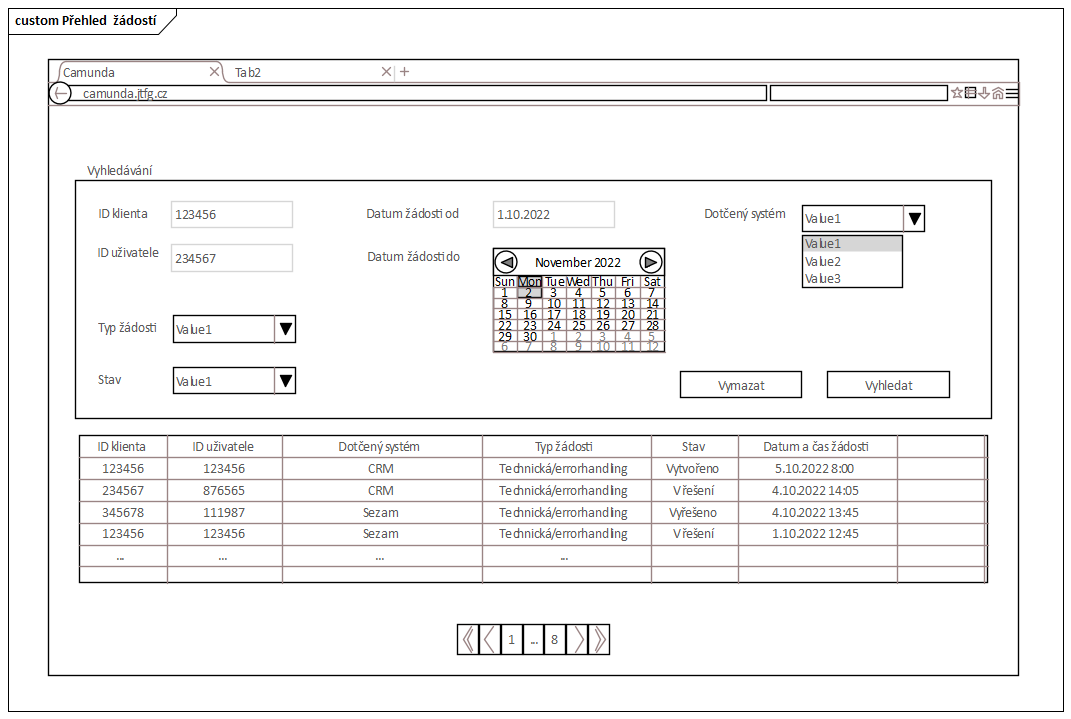 custom Přehled žádostí
Camunda Tab2
camunda.jtfg.cz
Vyhledávání
ID klienta 123456 Datum žádosti od 1.10.2022 Dotčený systém Value1
Value1
Value2
Value3
ID uživatele 234567 Datum žádosti do
November 2022
Sun Mon Tue Wed Thu Fri Sat
1 2 3 4 5 6 7
8 9 10 11 12 13 14
15 16 17 18 19 20 21
22 23 24 25 26 27 28
29 30 1 2 3 4 5
6 7 8 9 10 11 12
Typ žádosti Value1
Stav Value1
Vymazat Vyhledat
ID klienta ID uživatele Dotčený systém Typ žádosti Stav Datum a čas žádosti
123456 123456 CRM Technická/errorhandling Vytvořeno 5.10.2022 8:00
234567 876565 CRM Technická/errorhandling V řešení 4.10.2022 14:05
345678 111987 Sezam Technická/errorhandling Vyřešeno 4.10.2022 13:45
123456 123456 Sezam Technická/errorhandling V řešení 1.10.2022 12:45
... ... ... ...
1 ... 8